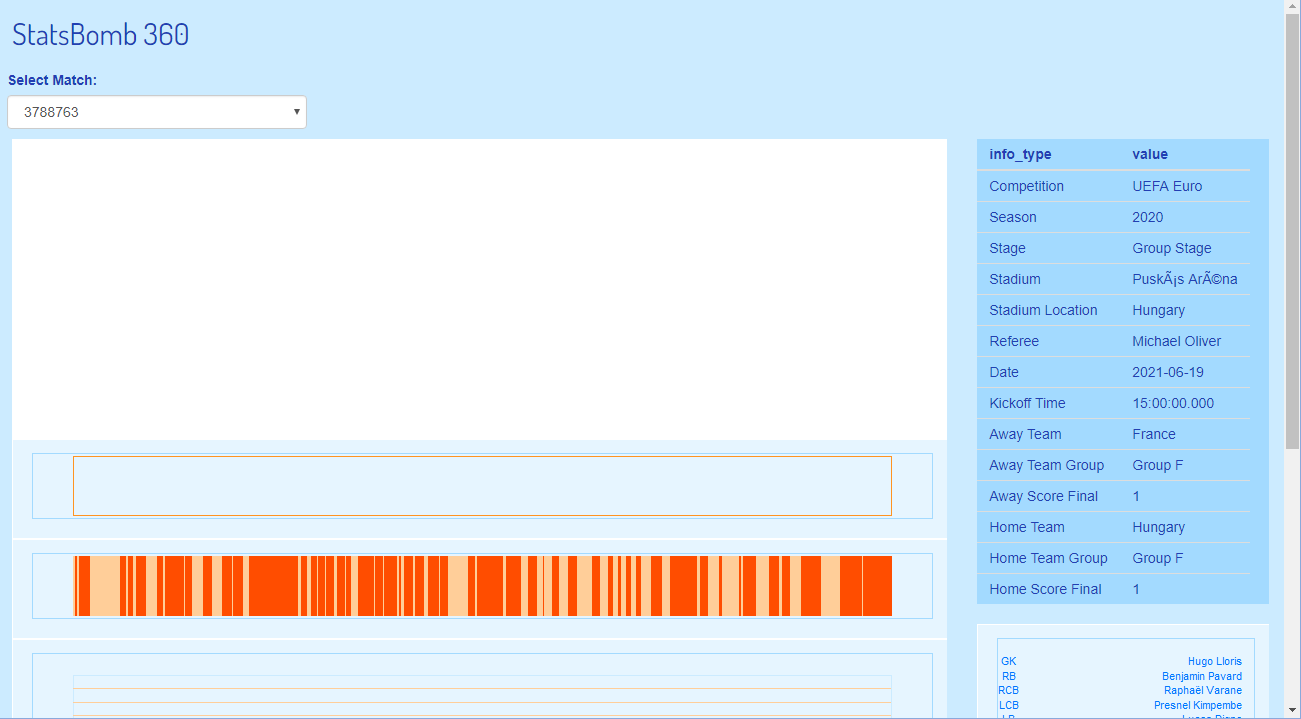 StatsBomb 360
Select Match:
3788763
info_type value
Competition UEFA Euro
Season 2020
Stage Group Stage
Stadium PuskÃ¡s ArÃ©na
Stadium Location Hungary
Referee Michael Oliver
Date 2021-06-19
Kickoff Time 15:00:00.000
Away Team France
Away Team Group Group F
Away Score Final 1
Home Team Hungary
Home Team Group Group F
Home Score Final 1
GK Hugo Lloris
RB Benjamin Pavard
RCB Raphaël Varane
LCB Presnel Kimpembe